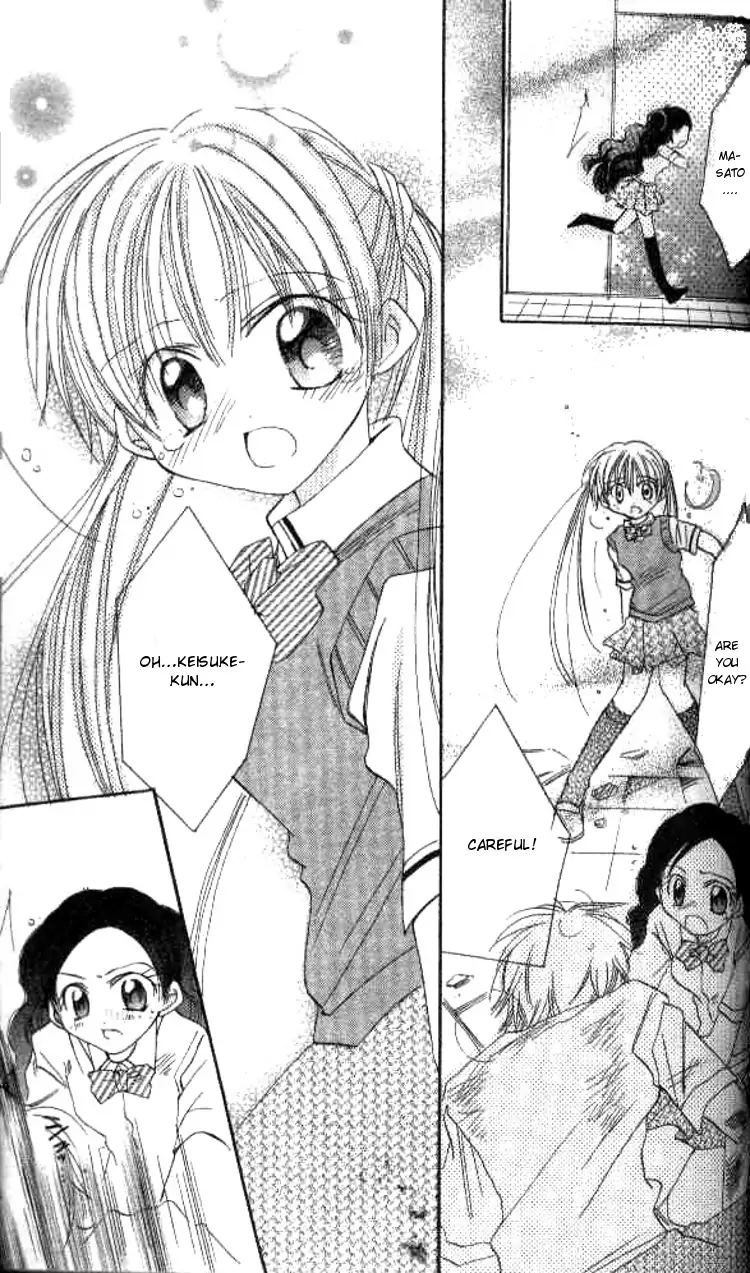 MA-
SATO
....
ARE
YOU
OKAY?
CAREFUL!
OH...KEISUKE-
KUN...